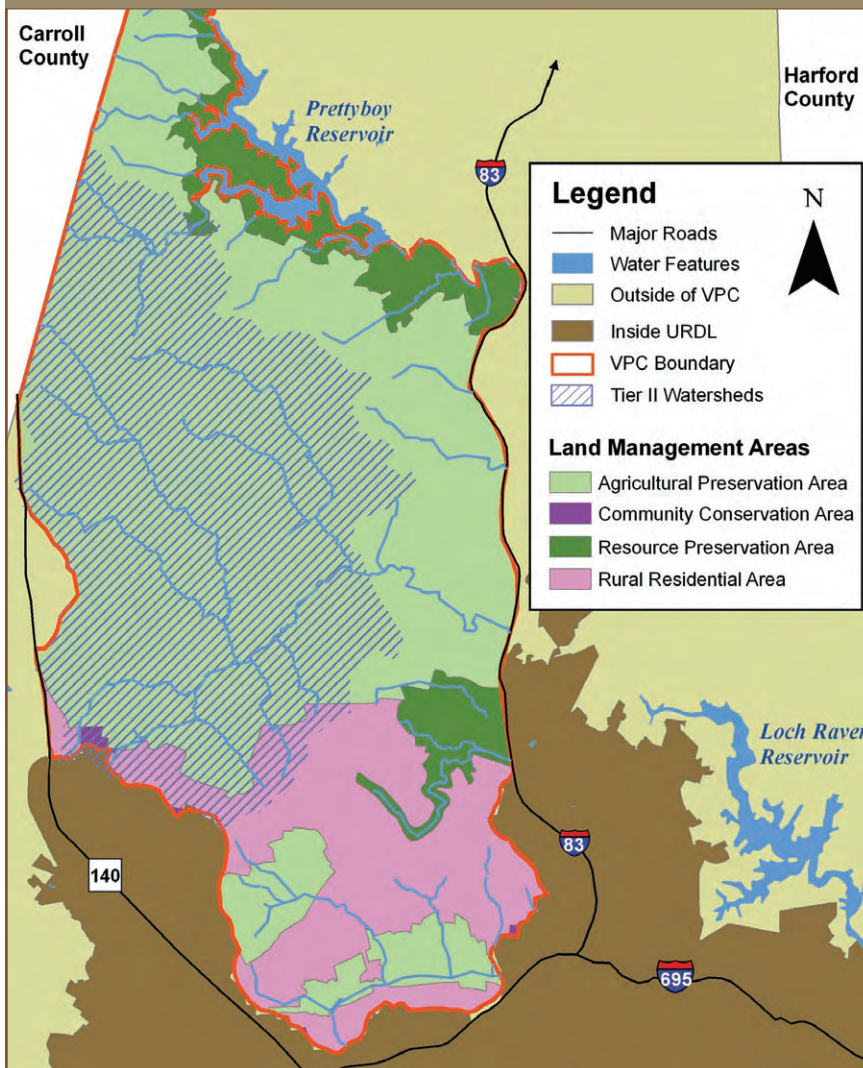 Carroll
County
Harford
County
Prettyboy
Reservoir
83
Legend
N
Major Roads
Water Features
Outside of VPC
Inside URDL
VPC Boundary
Tier II Watersheds
Land Management Areas
Agricultural Preservation Area
Community Conservation Area
Resource Preservation Area
Rural Residential Area
Loch Raven
Reservoir
83
140
695